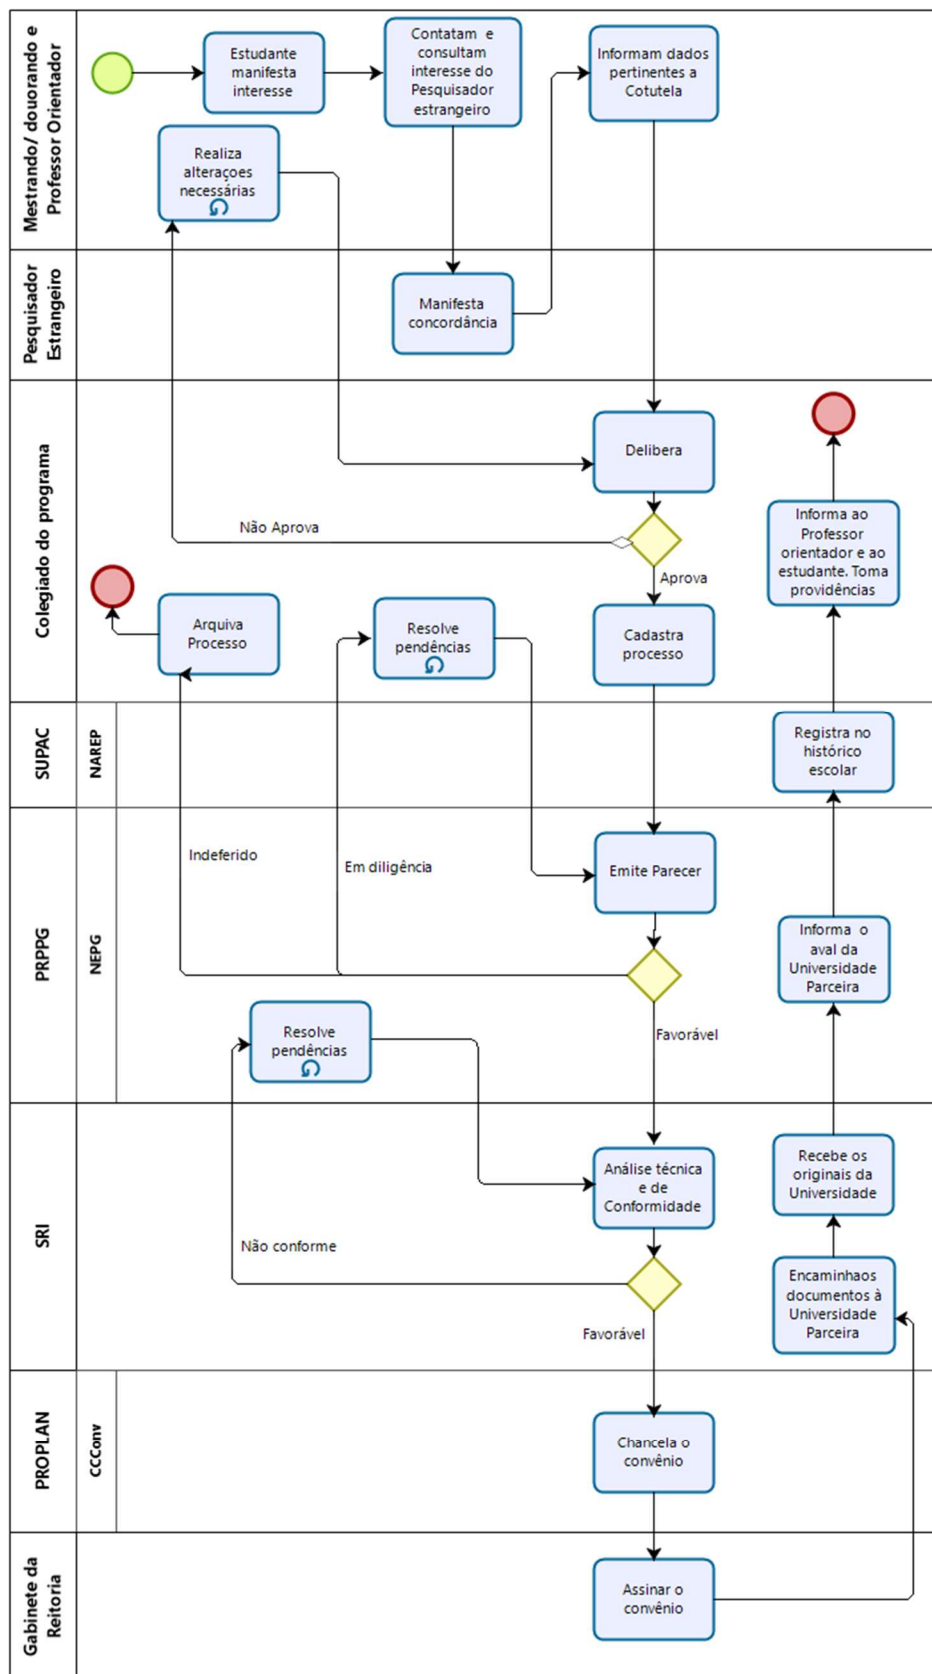 Mestrando/ douorando e
Professor Orientador
Estudante
manifesta
interesse
Contatam e
consultam
interesse do
Pesquisador
estrangeiro
Informam dados
pertinentes a
Cotutela
Realiza
alteraçoes
necessárias
Pesquisador
Estrangeiro
Manifesta
concordância
Colegiado do programa
Delibera
Não Aprova
Aprova
Informa ao
Professor
orientador e ao
estudante. Toma
providências
Arquiva
Processo
Resolve
pendências
Cadastra
processo
SUPAC
NAREP
Registra no
histórico
escolar
PRPPG
NEPG
Indeferido
Em diligência
Emite Parecer
Informa o
aval da
Universidade
Parceira
Favorável
Resolve
pendências
SRI
Análise técnica
e de
Conformidade
Recebe os
originais da
Universidade
Não conforme
Encaminhaos
documentos à
Universidade
Parceira
Favorável
PROPLAN
CCConv
Chancela o
convênio
Gabinete da
Reitoria
Assinar o
convênio